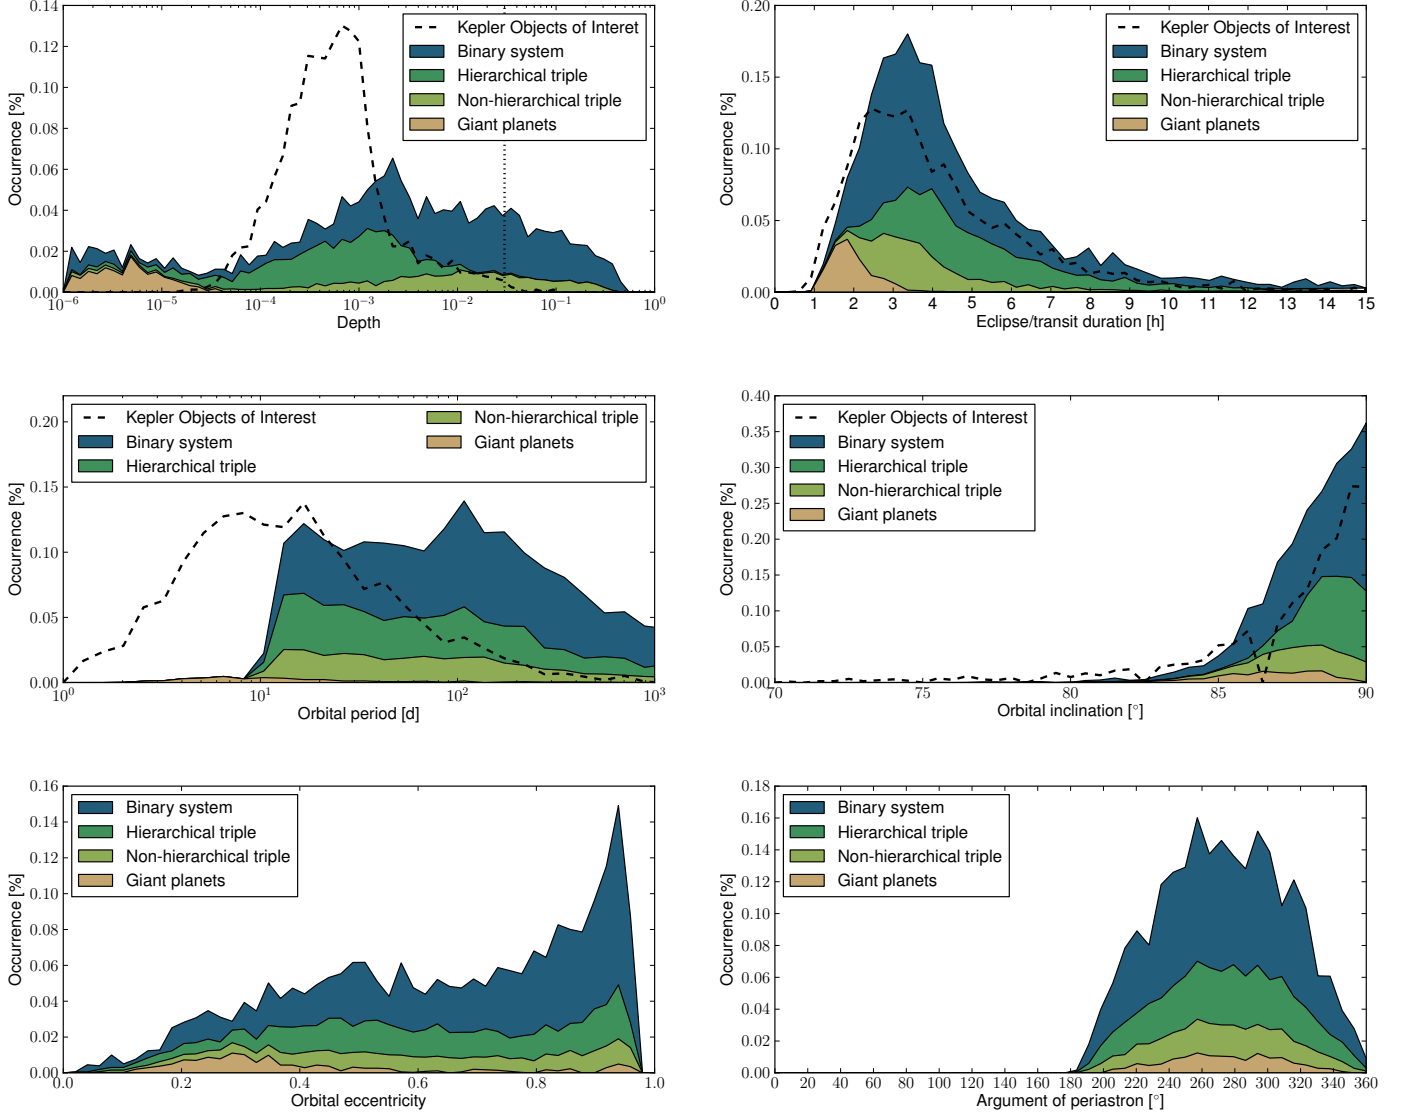 0.14
0.12
0.10
0.08
0.06
0.04
0.02
0.00
Occurrence [%]
Kepler Objects of Interet
Binary system
Hierarchical triple
Non-hierarchical triple
Giant planets
10⁻⁶ 10⁻⁵ 10⁻⁴ 10⁻³ 10⁻² 10⁻¹ 10⁰
Depth
0.20
0.15
0.10
0.05
0.00
Occurrence [%]
Kepler Objects of Interest
Binary system
Hierarchical triple
Non-hierarchical triple
Giant planets
0 1 2 3 4 5 6 7 8 9 10 11 12 13 14 15
Eclipse/transit duration [h]
0.20
0.15
0.10
0.05
0.00
Occurrence [%]
Kepler Objects of Interest
Binary system
Hierarchical triple
Non-hierarchical triple
Giant planets
10⁰ 10¹ 10² 10³
Orbital period [d]
0.40
0.35
0.30
0.25
0.20
0.15
0.10
0.05
0.00
Occurrence [%]
Kepler Objects of Interest
Binary system
Hierarchical triple
Non-hierarchical triple
Giant planets
70 75 80 85 90
Orbital inclination [°]
0.16
0.14
0.12
0.10
0.08
0.06
0.04
0.02
0.00
Occurrence [%]
Binary system
Hierarchical triple
Non-hierarchical triple
Giant planets
0.0 0.2 0.4 0.6 0.8 1.0
Orbital eccentricity
0.18
0.16
0.14
0.12
0.10
0.08
0.06
0.04
0.02
0.00
Occurrence [%]
Binary system
Hierarchical triple
Non-hierarchical triple
Giant planets
0 20 40 60 80 100 120 140 160 180 200 220 240 260 280 300 320 340 360
Argument of periastron [°]